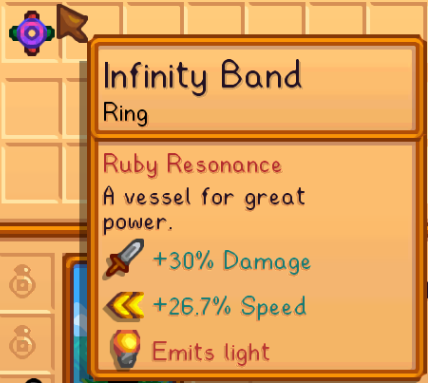 Infinity Band
Ring
Ruby Resonance
A vessel for great
power.
+30% Damage
+26.7% Speed
Emits light